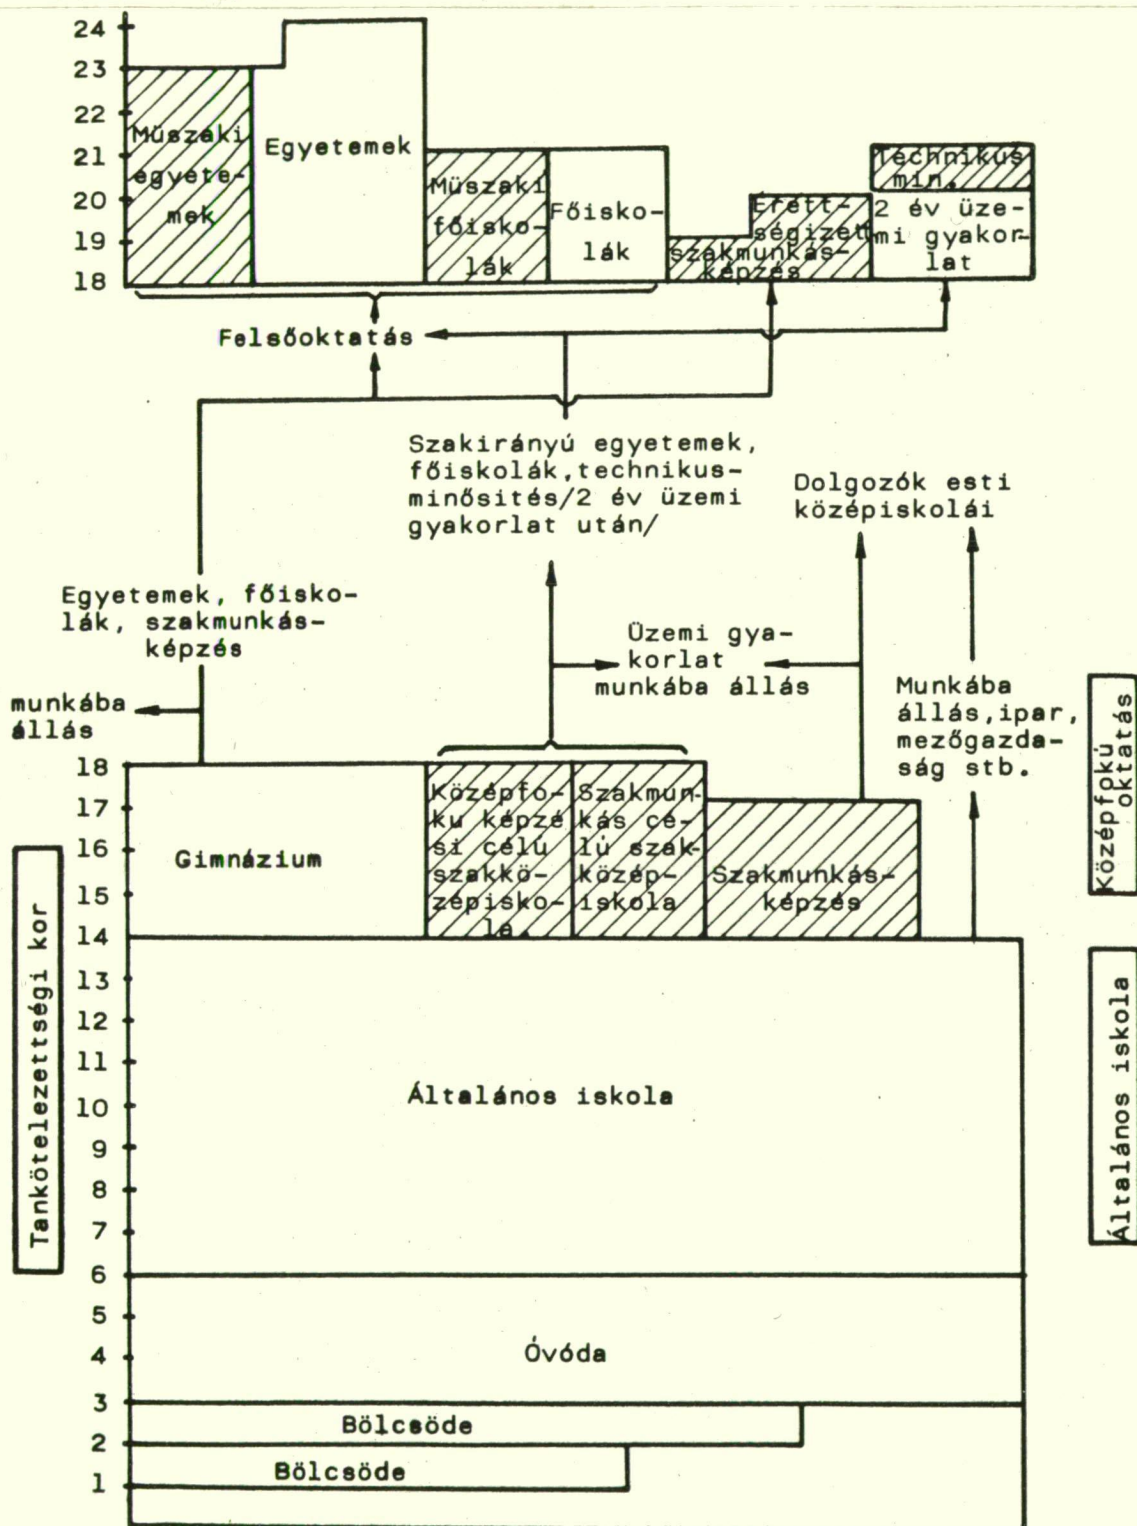 24
23
22
21
20
19
18
Müszaki
egyete-
mek
Egyetemek
Müszaki
főisko-
lák
Főisko-
lák
Érett-
ségizett
szakmunkás-
képzés
Technikus
min.
2 év üze-
mi gyakor-
lat
Felsőoktatás
Szakirányú egyetemek,
főiskolák,technikus-
minősités/2 év üzemi
gyakorlat után/
Dolgozók esti
középiskolái
Egyetemek, főisko-
lák, szakmunkás-
képzés
Üzemi gya-
korlat
munkába állás
munkába
állás
Munkába
állás,ipar,
mezőgazda-
ság stb.
Középfokú
oktatás
18
17
16
15
14
13
12
11
10
9
8
7
6
5
4
3
2
1
Gimnázium
Középfo-
ku képzé
si célú
szakkö-
zépisko-
la.
Szakmun-
kás cé-
lú szak-
közép-
iskola
Szakmunkás-
képzés
Tankötelezettségi kor
Általános iskola
Általános iskola
Óvóda
Bölcsöde
Bölcsöde